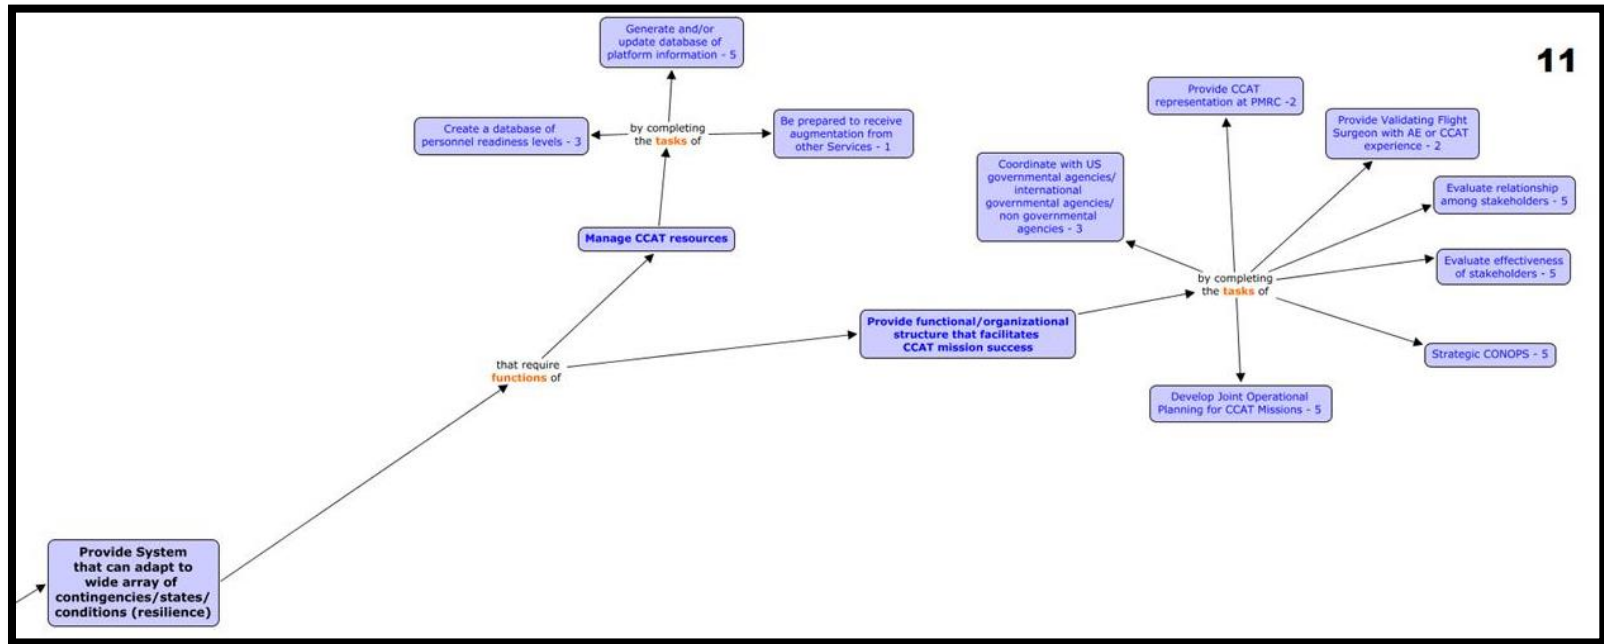 11
Generate and/or
update database of
platform information - 5
Create a database of
personnel readiness levels - 3
by completing
the tasks of
Be prepared to receive
augmentation from
other Services - 1
Manage CCAT resources
that require
functions of
Provide functional/organizational
structure that facilitates
CCAT mission success
Provide System
that can adapt to
wide array of
contingencies/states/
conditions (resilience)
Coordinate with US
governmental agencies/
international
governmental agencies/
non governmental
agencies - 3
Provide CCAT
representation at PMRC -2
Provide Validating Flight
Surgeon with AE or CCAT
experience - 2
Evaluate relationship
among stakeholders - 5
Evaluate effectiveness
of stakeholders - 5
by completing
the tasks of
Strategic CONOPS - 5
Develop Joint Operational
Planning for CCAT Missions - 5